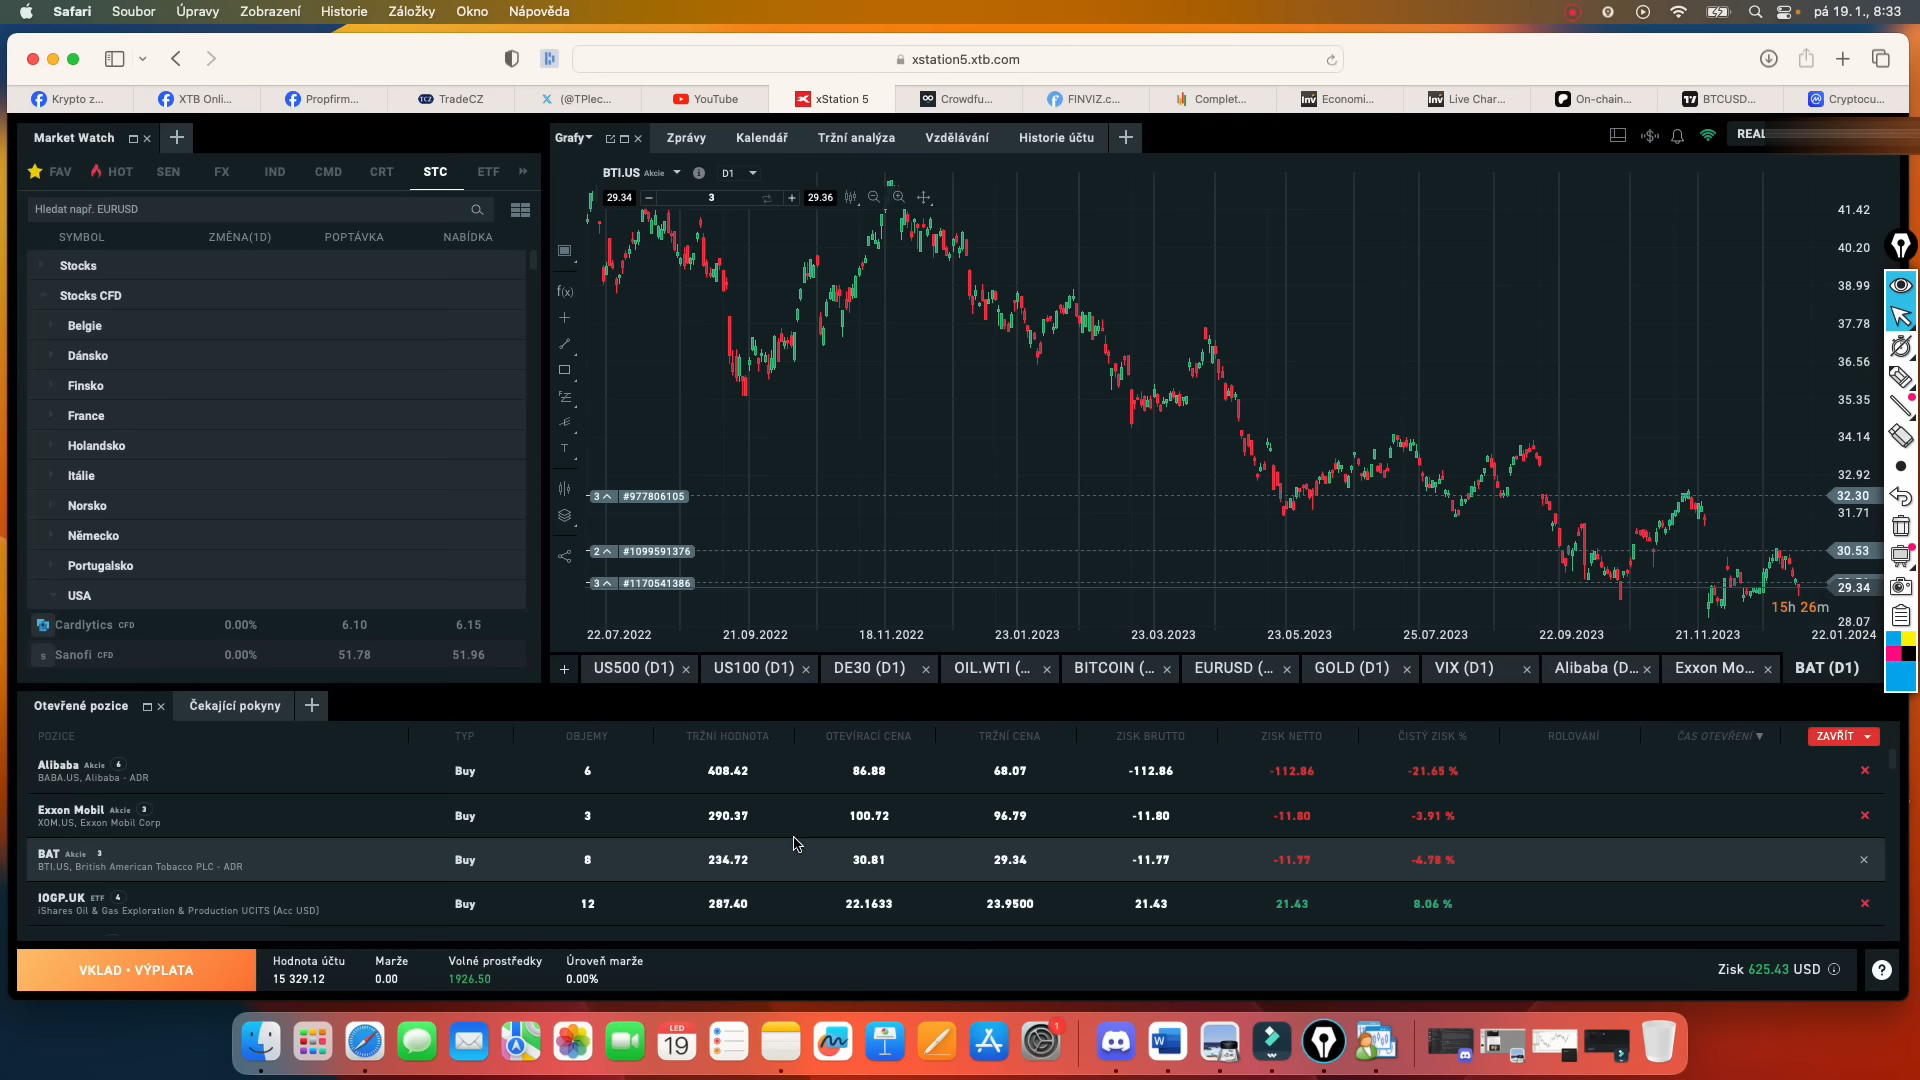 Safari Soubor Úpravy Zobrazení Historie Záložky Okno Nápověda pá 19.1., 8:33
xstation5.xtb.com
Krypto z... XTB Onli... Propfirm... TradeCZ (@TPlec... YouTube xStation 5 Crowdfu... FINVIZ.c... Complet... Economi... Live Char... On-chain... BTCUSD... Cryptocu...
Market Watch
Grafy Zprávy Kalendář Tržní analýza Vzdělávání Historie účtu REAL
FAV HOT SEN FX IND CMD CRT STC ETF
BTI.US Akcie D1
29.34 3 29.36
Hledat např. EURUSD
SYMBOL ZMĚNA(1D) POPTÁVKA NABÍDKA
Stocks
Stocks CFD
Belgie
Dánsko
Finsko
France
Holandsko
Itálie
Norsko
Německo
Portugalsko
USA
Cardlytics CFD 0.00% 6.10 6.15
Sanofi CFD 0.00% 51.78 51.96
f(x)
T
41.42
40.20
38.99
37.78
36.56
35.35
34.14
32.92
3 #977806105 32.30
31.71
2 #1099591376 30.53
3 #1170541386
29.34
15h 26m
28.07
22.07.2022 21.09.2022 18.11.2022 23.01.2023 23.03.2023 23.05.2023 25.07.2023 22.09.2023 21.11.2023 22.01.2024
US500 (D1) US100 (D1) DE30 (D1) OIL.WTI (... BITCOIN (... EURUSD (... GOLD (D1) VIX (D1) Alibaba (D... Exxon Mo... BAT (D1)
Otevřené pozice Čekající pokyny
POZICE TYP OBJEMY TRŽNÍ HODNOTA OTEVÍRACÍ CENA TRŽNÍ CENA ZISK BRUTTO ZISK NETTO ČISTÝ ZISK % ROLOVÁNÍ ČAS OTEVŘENÍ ZAVŘÍT
Alibaba Akcie 6 Buy 6 408.42 86.88 68.07 -112.86 -112.86 -21.65 %
BABA.US, Alibaba - ADR
Exxon Mobil Akcie 3 Buy 3 290.37 100.72 96.79 -11.80 -11.80 -3.91 %
XOM.US, Exxon Mobil Corp
BAT Akcie 3 Buy 8 234.72 30.81 29.34 -11.77 -11.77 -4.78 %
BTI.US, British American Tobacco PLC - ADR
IOGP.UK ETF 4 Buy 12 287.40 22.1633 23.9500 21.43 21.43 8.06 %
iShares Oil & Gas Exploration & Production UCITS (Acc USD)
VKLAD • VÝPLATA
Hodnota účtu Marže Volné prostředky Úroveň marže
15 329.12 0.00 1926.50 0.00%
Zisk 625.43 USD
LED
19
1